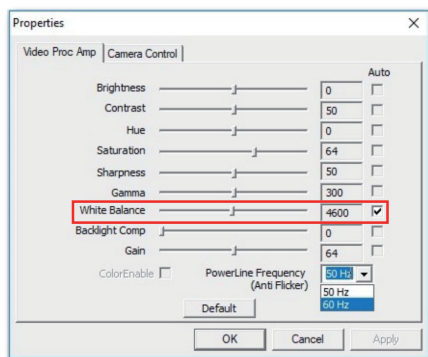 Properties
Video Proc Amp Camera Control
Auto
Brightness 0
Contrast 50
Hue 0
Saturation 64
Sharpness 50
Gamma 300
White Balance 4600
Backlight Comp 0
Gain 64
ColorEnable PowerLine Frequency 50 Hz
(Anti Flicker)
50 Hz
60 Hz
Default
OK Cancel Apply